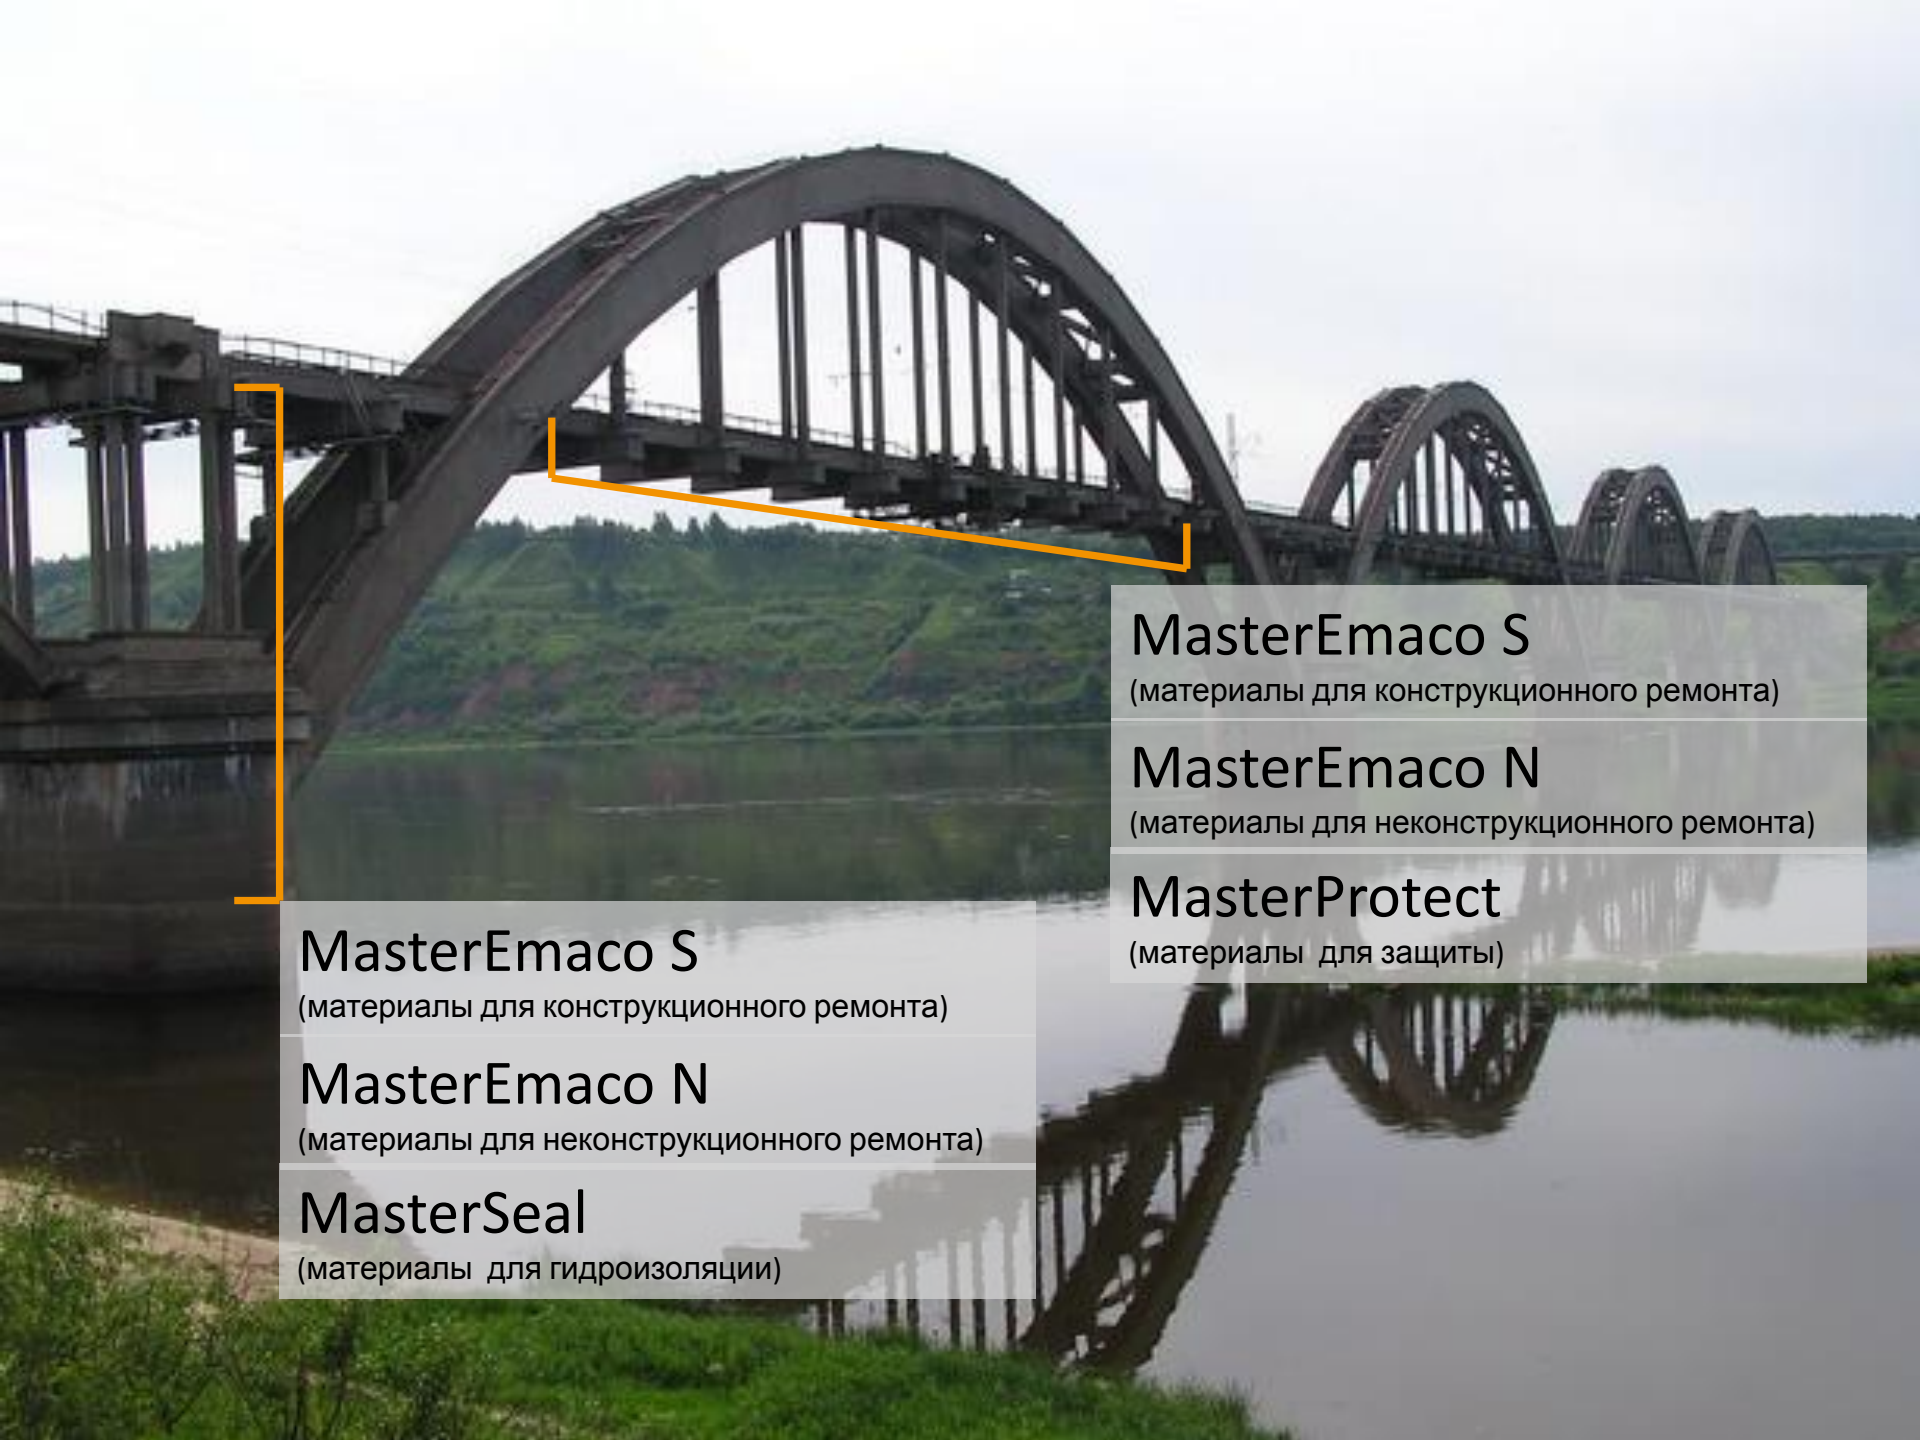 MasterEmaco S
(материалы для конструкционного ремонта)
MasterEmaco N
(материалы для неконструкционного ремонта)
MasterProtect
(материалы для защиты)
MasterEmaco S
(материалы для конструкционного ремонта)
MasterEmaco N
(материалы для неконструкционного ремонта)
MasterSeal
(материалы для гидроизоляции)